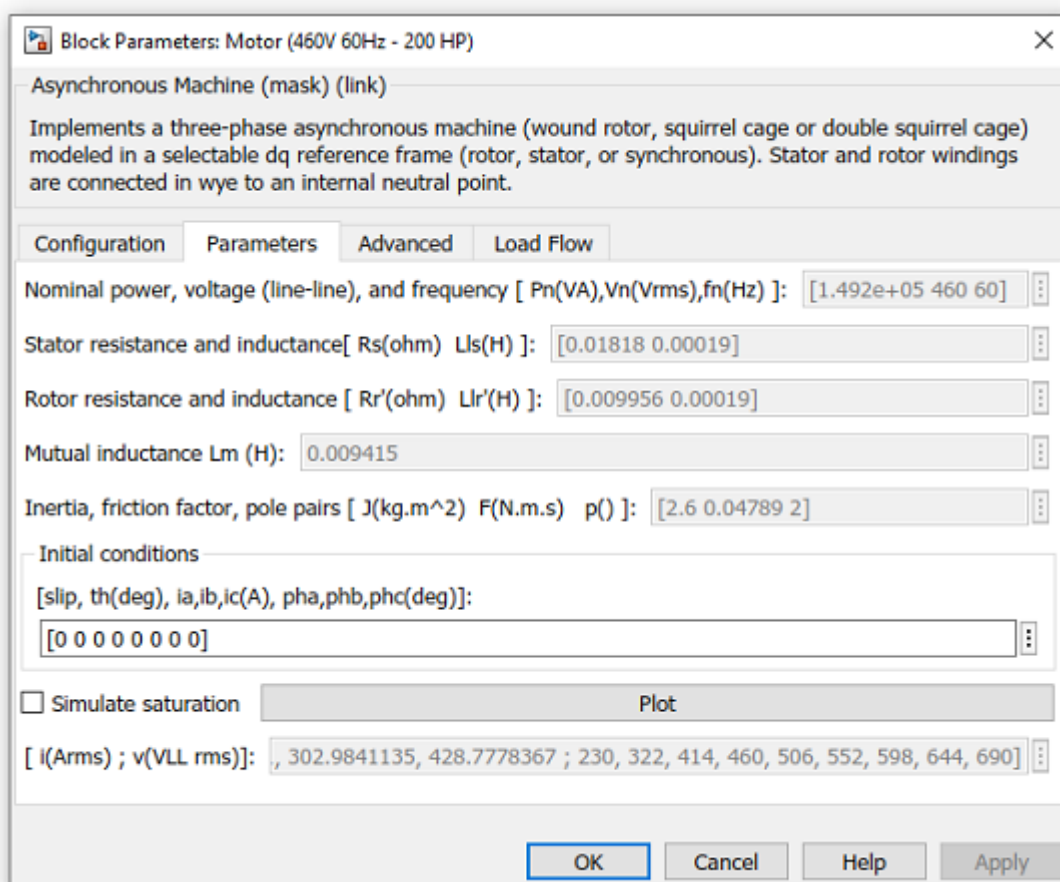 Block Parameters: Motor (460V 60Hz - 200 HP)
Asynchronous Machine (mask) (link)
Implements a three-phase asynchronous machine (wound rotor, squirrel cage or double squirrel cage)
modeled in a selectable dq reference frame (rotor, stator, or synchronous). Stator and rotor windings
are connected in wye to an internal neutral point.
Configuration Parameters Advanced Load Flow
Nominal power, voltage (line-line), and frequency [ Pn(VA),Vn(Vrms),fn(Hz) ]: [1.492e+05 460 60]
Stator resistance and inductance[ Rs(ohm) Lls(H) ]: [0.01818 0.00019]
Rotor resistance and inductance [ Rr'(ohm) Llr'(H) ]: [0.009956 0.00019]
Mutual inductance Lm (H): 0.009415
Inertia, friction factor, pole pairs [ J(kg.m^2) F(N.m.s) p() ]: [2.6 0.04789 2]
Initial conditions
[slip, th(deg), ia,ib,ic(A), pha,phb,phc(deg)]:
[0 0 0 0 0 0 0 0]
Simulate saturation Plot
[ i(Arms) ; v(VLL rms)]: ., 302.9841135, 428.7778367 ; 230, 322, 414, 460, 506, 552, 598, 644, 690]
OK Cancel Help Apply